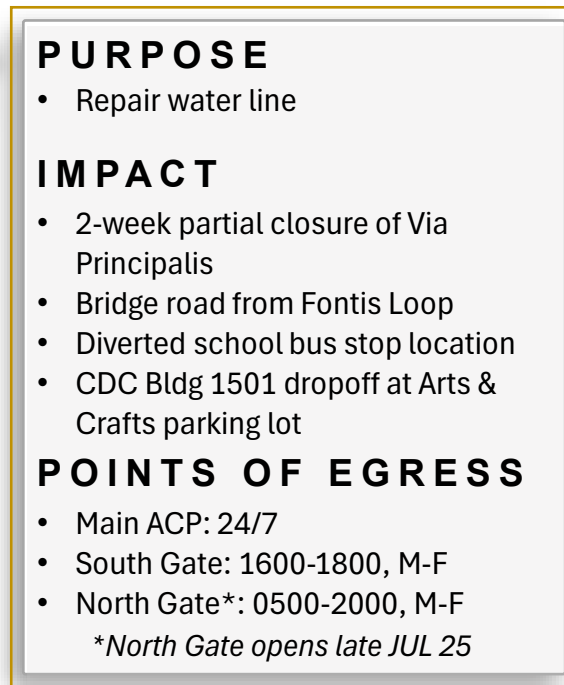 PURPOSE
• Repair water line
IMPACT
• 2-week partial closure of Via
Principalis
• Bridge road from Fontis Loop
• Diverted school bus stop location
• CDC Bldg 1501 dropoff at Arts &
Crafts parking lot
POINTS OF EGRESS
• Main ACP: 24/7
• South Gate: 1600-1800, M-F
• North Gate*: 0500-2000, M-F
*North Gate opens late JUL 25